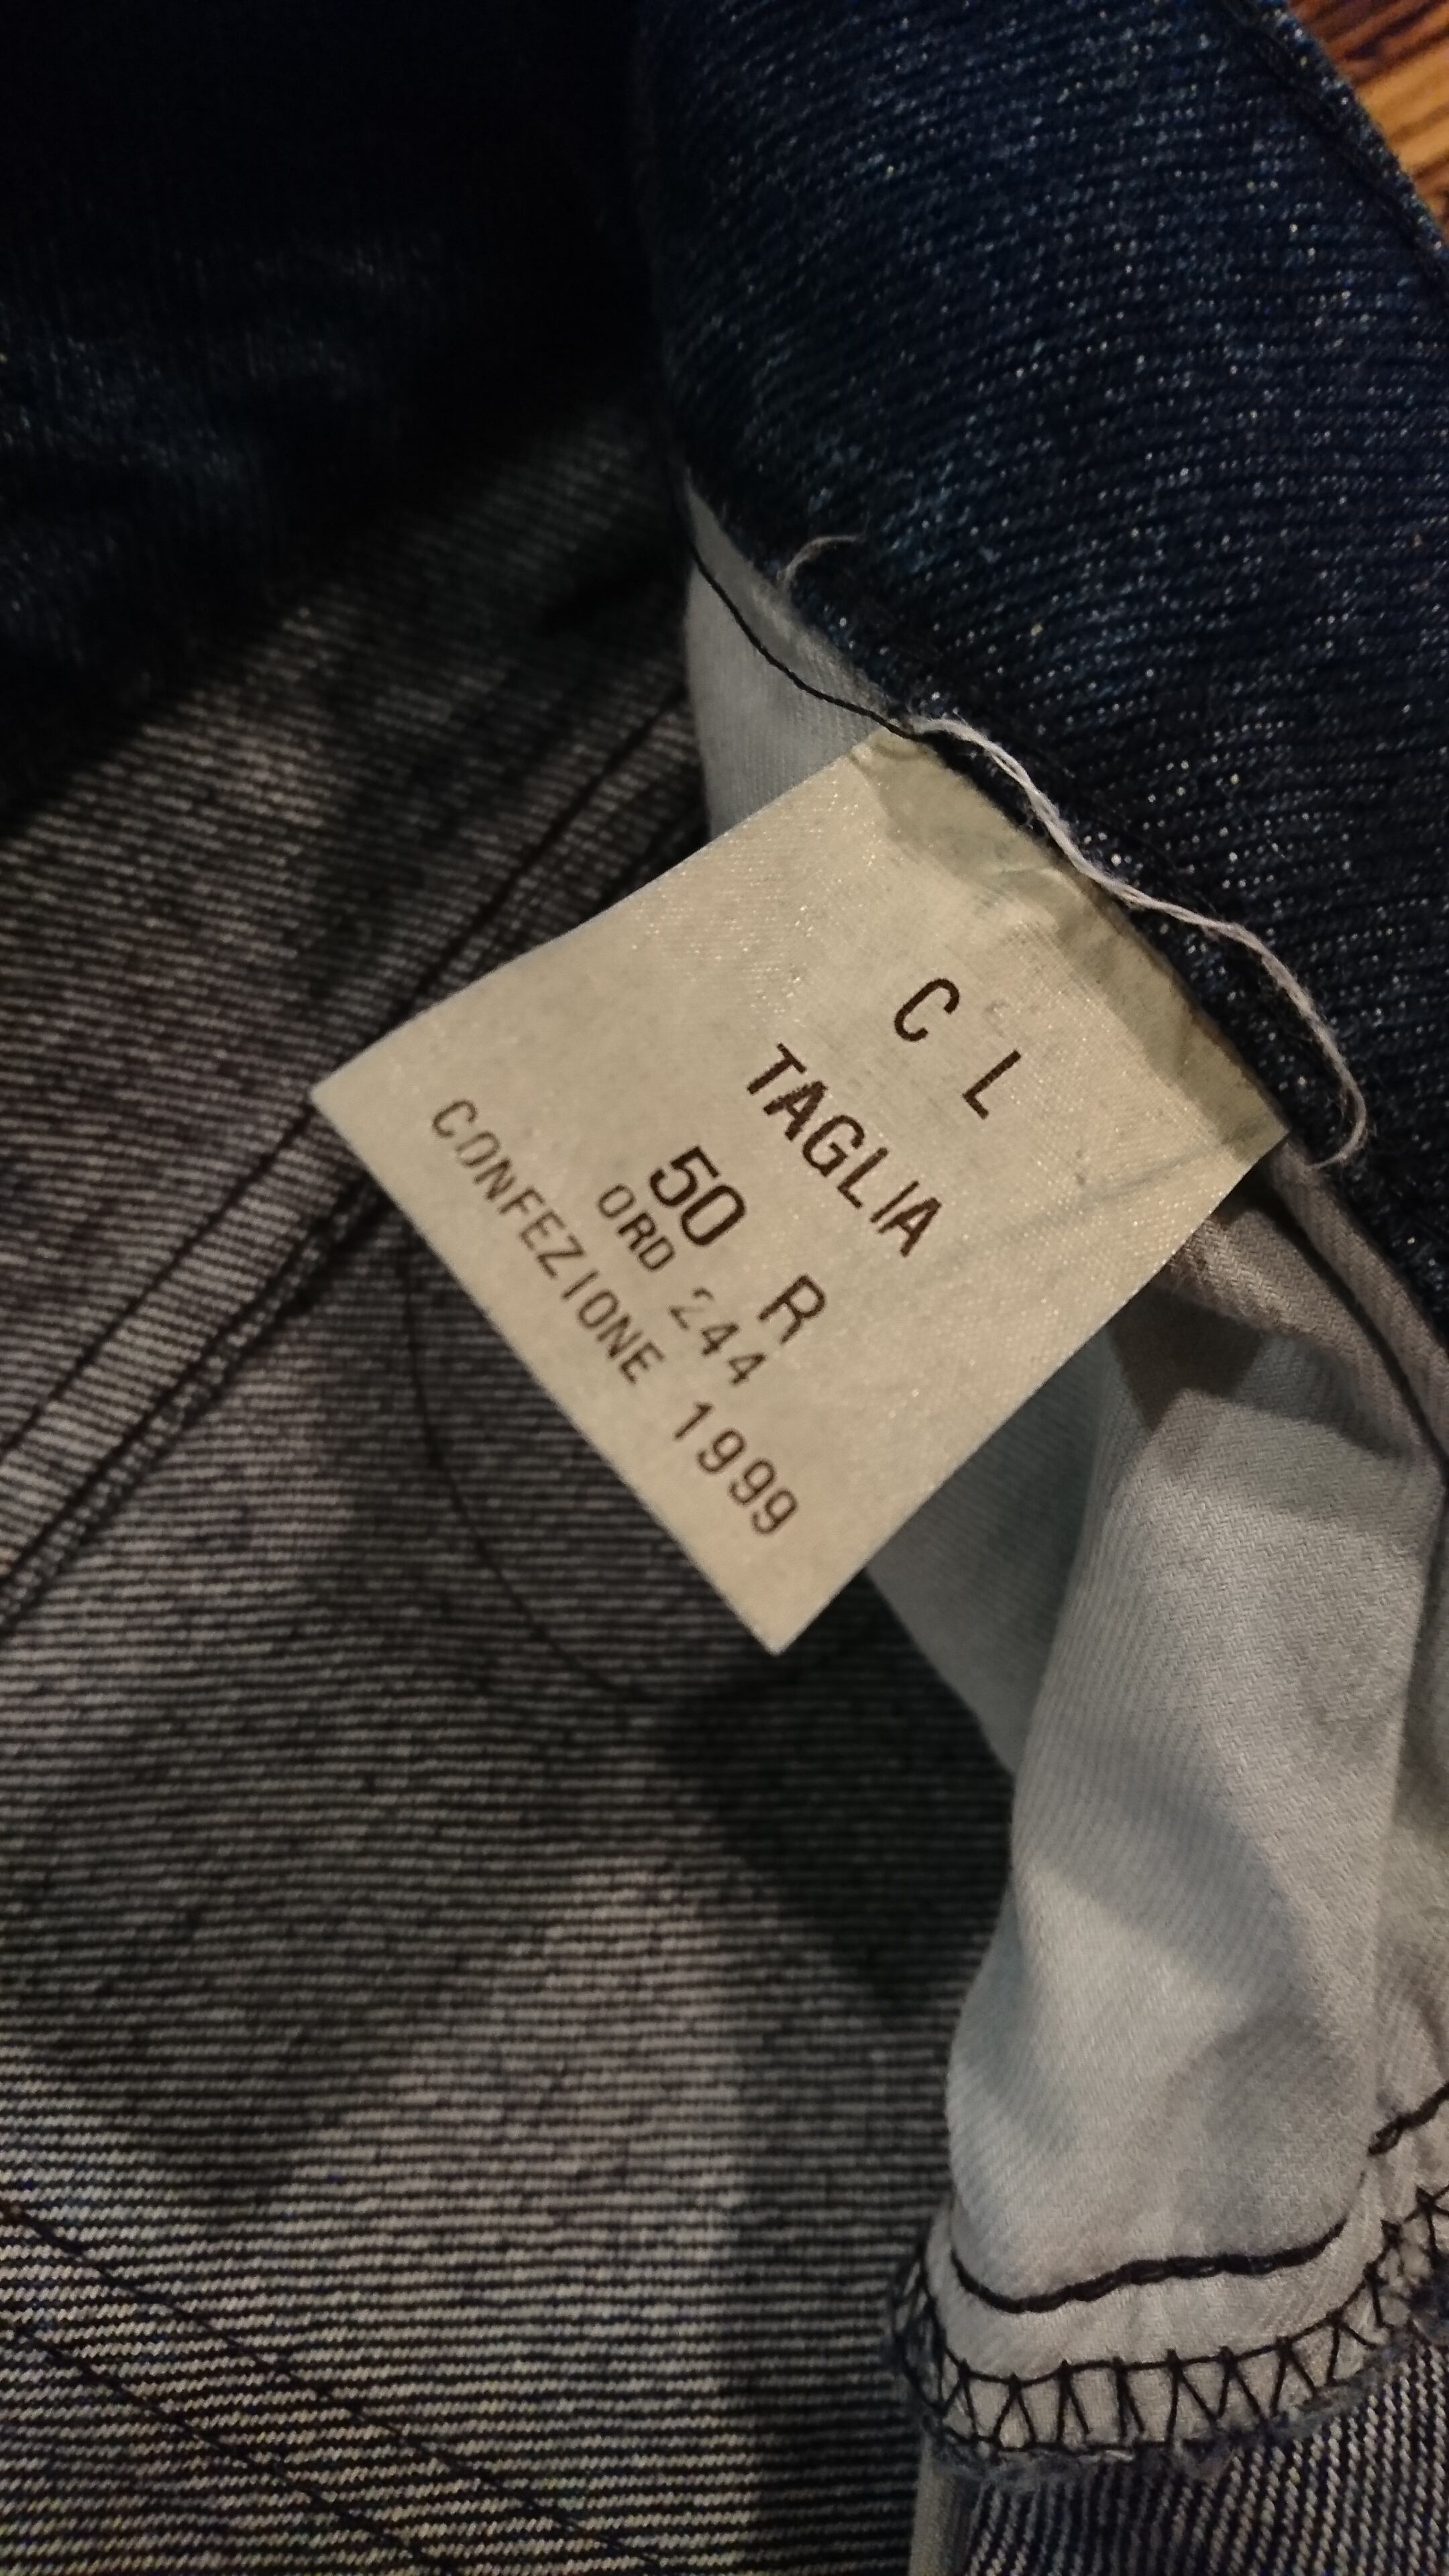 C L
TAGLIA
50 R
ORD 244
CONFEZIONE 1999